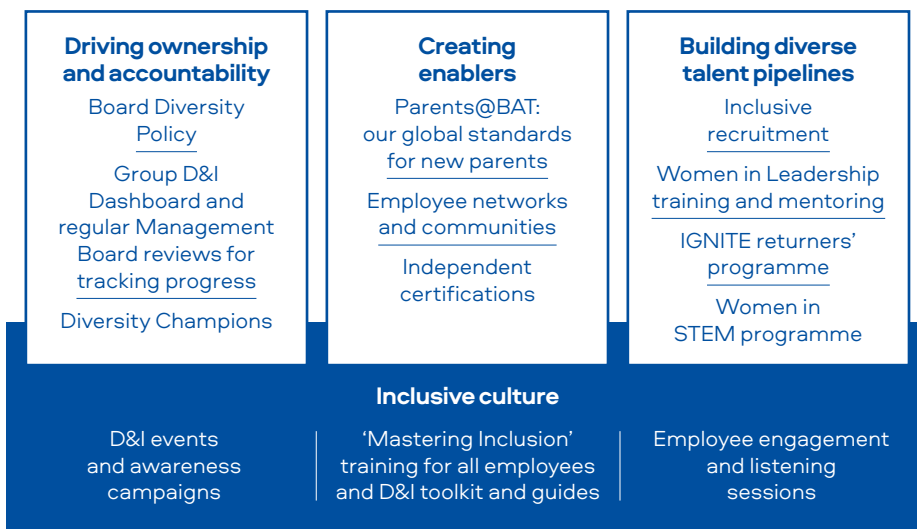 Driving ownership
and accountability
Board Diversity
Policy
Group D&I
Dashboard and
regular Management
Board reviews for
tracking progress
Diversity Champions
Creating
enablers
Parents@BAT:
our global standards
for new parents
Employee networks
and communities
Independent
certifications
Building diverse
talent pipelines
Inclusive
recruitment
Women in Leadership
training and mentoring
IGNITE returners’
programme
Women in
STEM programme
Inclusive culture
D&I events
and awareness
campaigns
‘Mastering Inclusion’
training for all employees
and D&I toolkit and guides
Employee engagement
and listening
sessions